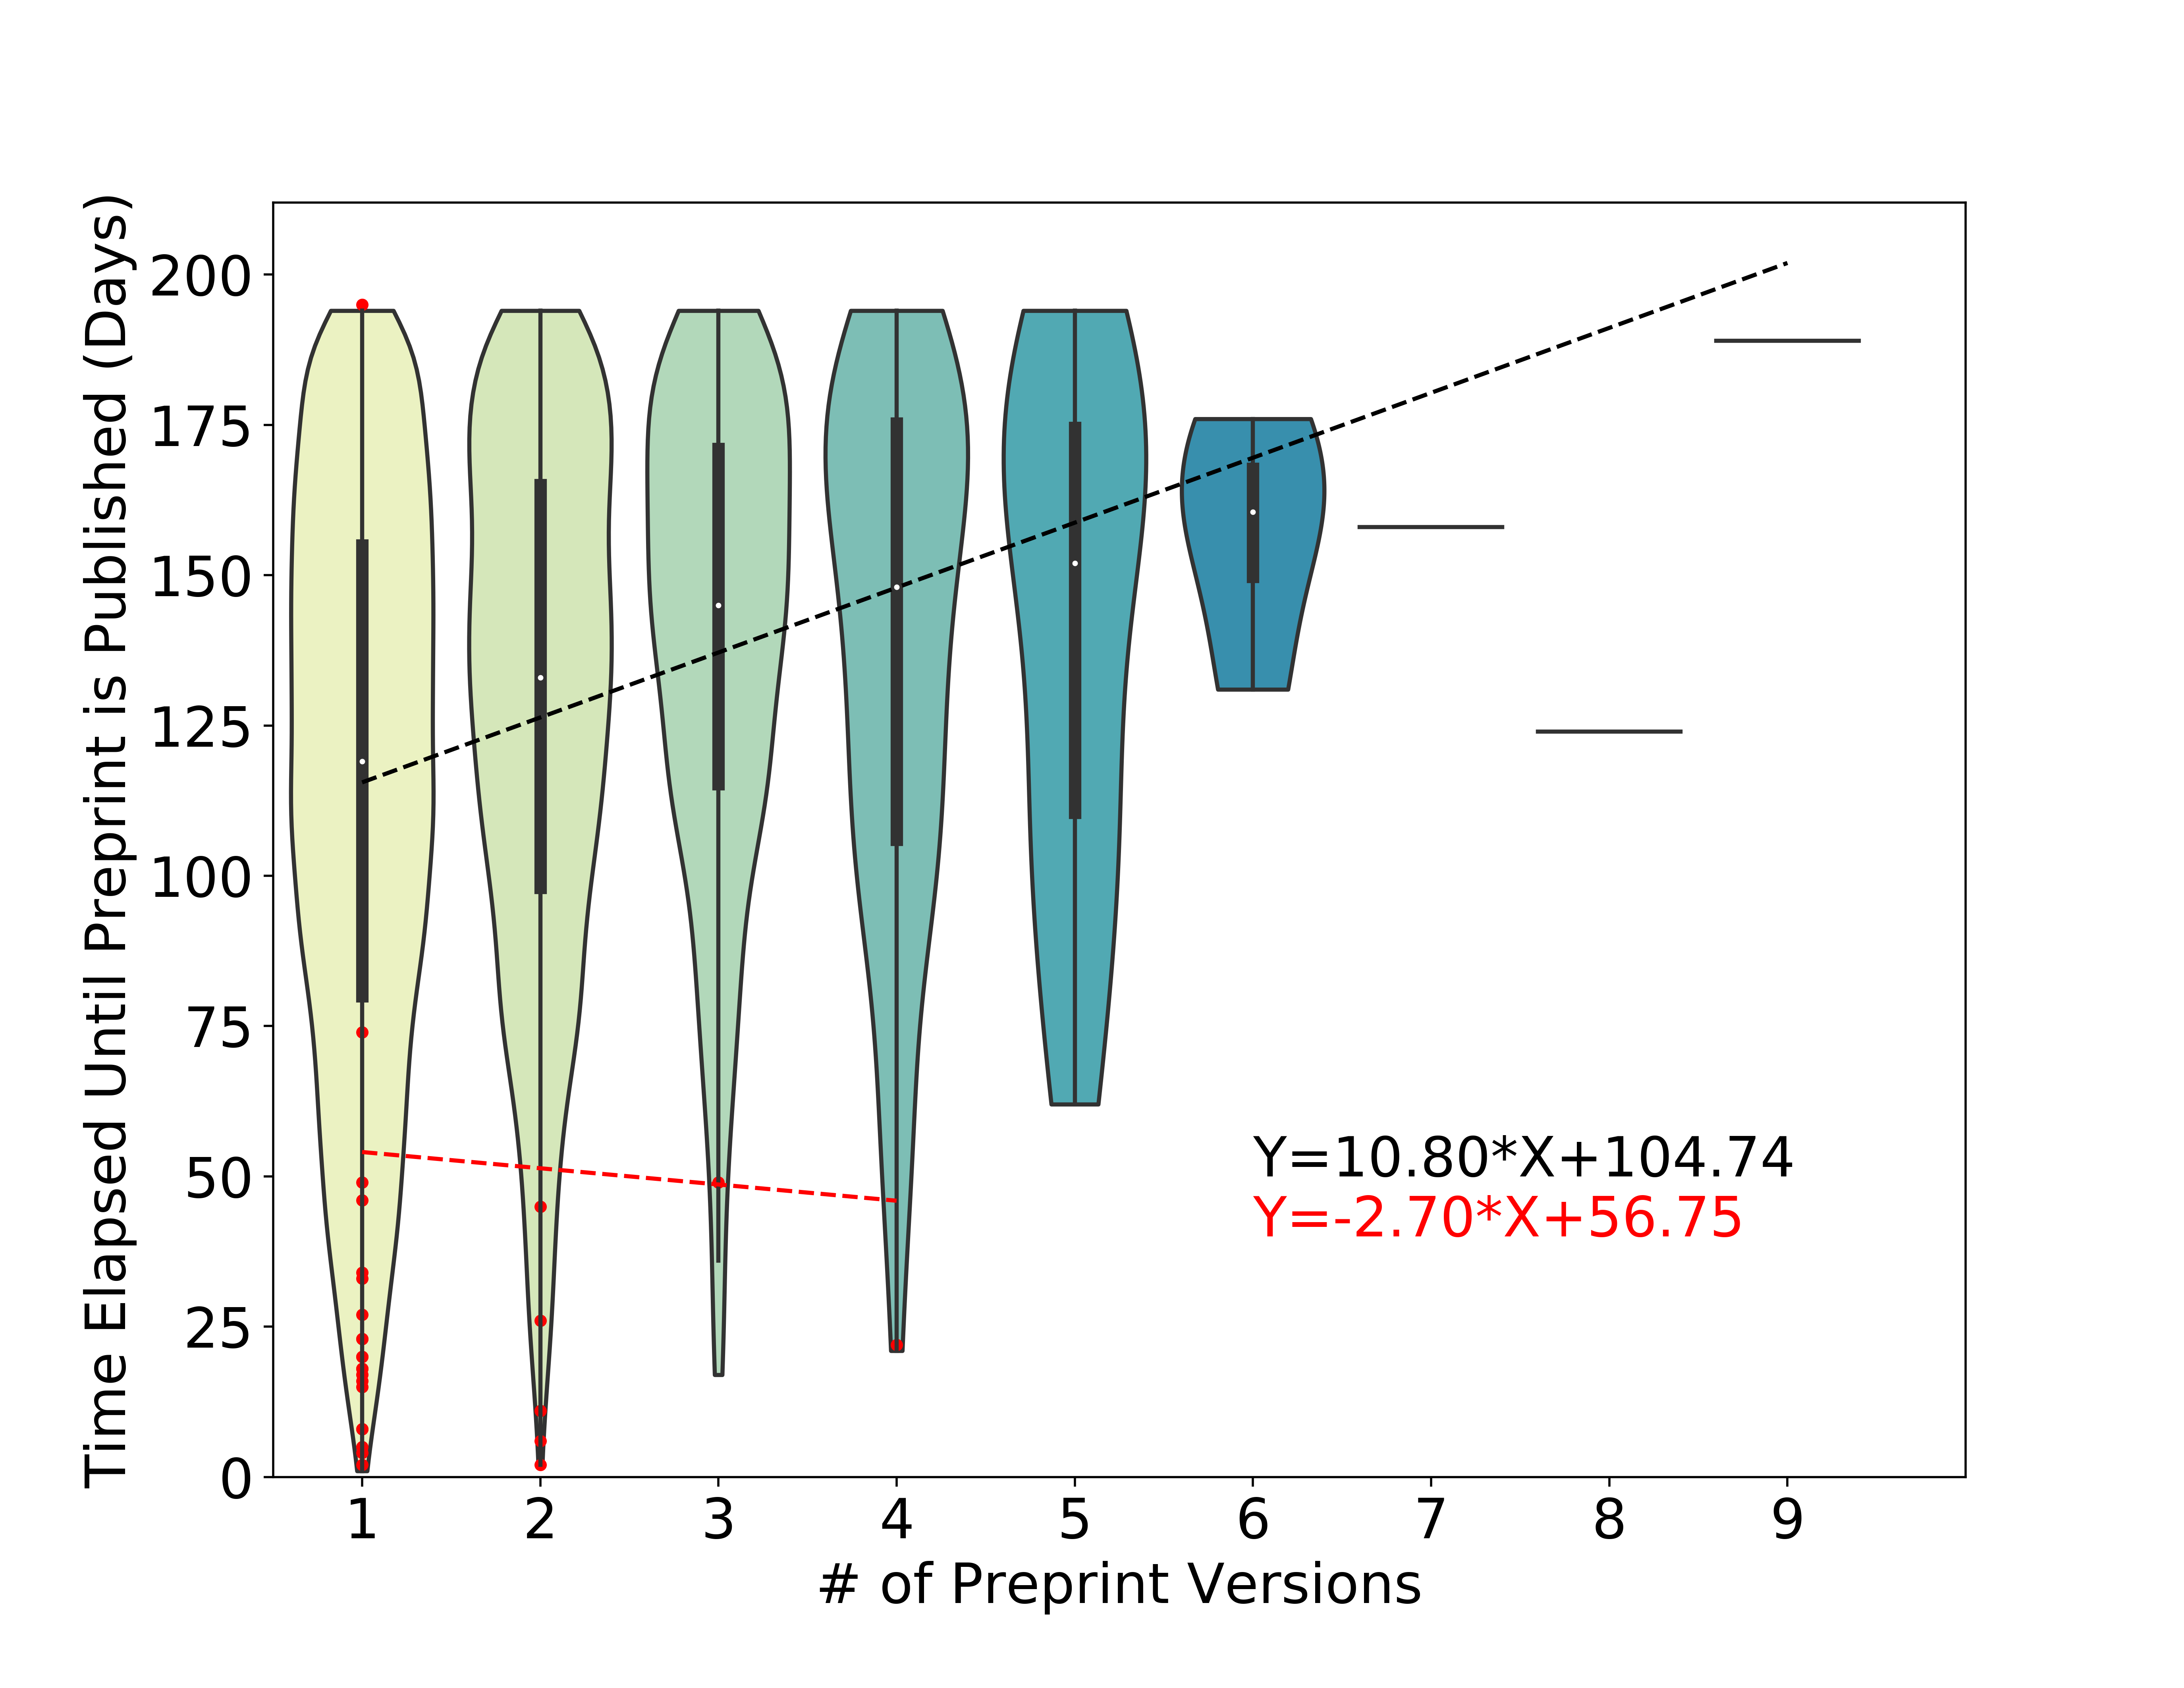 Time Elapsed Until Preprint is Published (Days)
200
175
150
125
100
75
50
25
0
Y=10.80*X+104.74
Y=-2.70*X+56.75
1 2 3 4 5 6 7 8 9
# of Preprint Versions